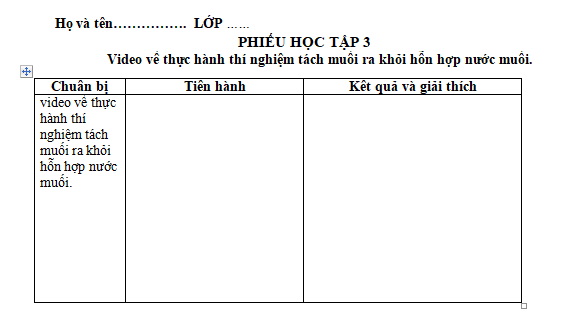 Họ và tên................ LỚP ......
PHIẾU HỌC TẬP 3
Video về thực hành thí nghiệm tách muối ra khỏi hỗn hợp nước muối.
Chuẩn bị Tiến hành Kết quả và giải thích
video về thực
hành thí
nghiệm tách
muối ra khỏi
hỗn hợp nước
muối.